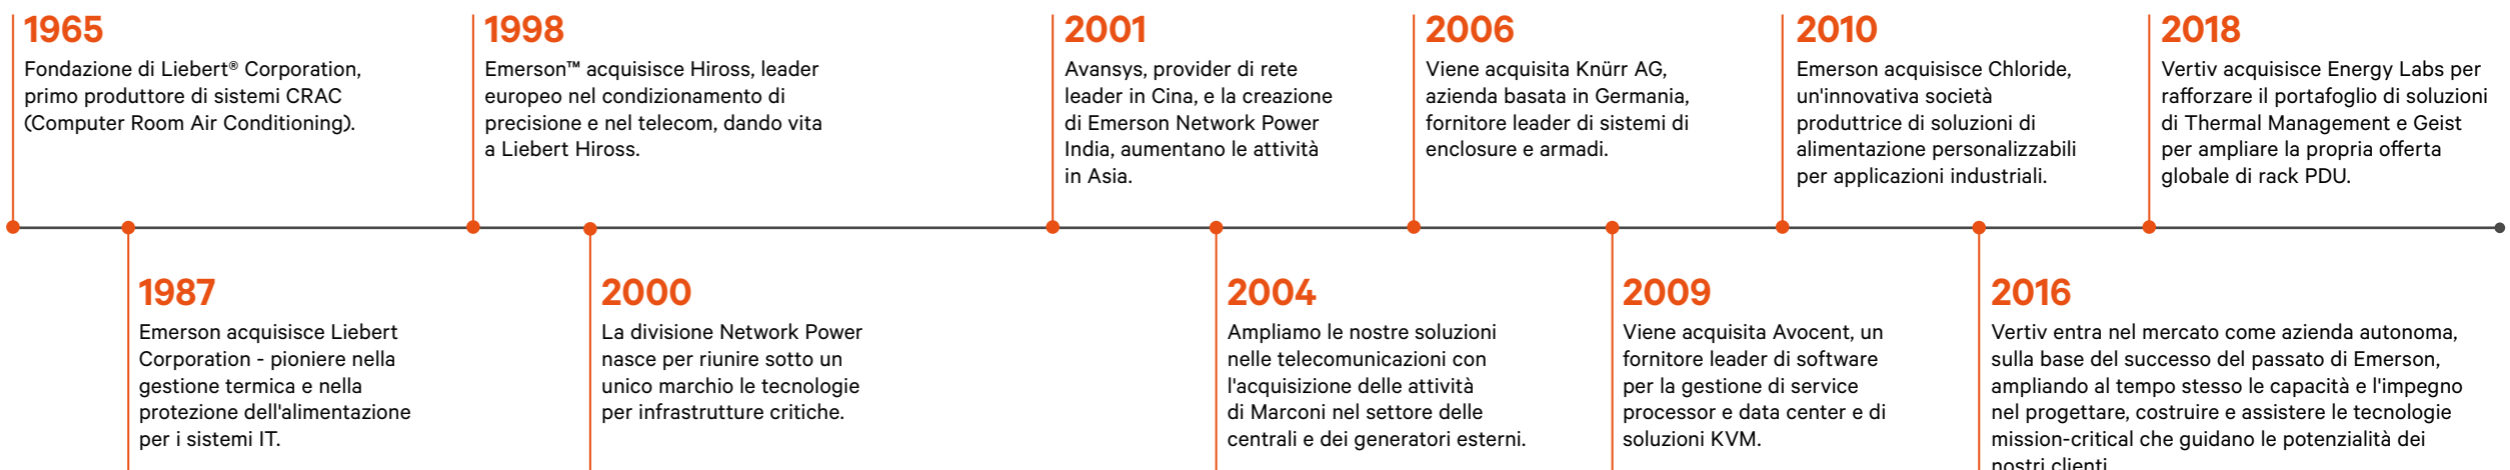 1965
Fondazione di Liebert® Corporation,
primo produttore di sistemi CRAC
(Computer Room Air Conditioning).
1998
Emerson™ acquisisce Hiross, leader
europeo nel condizionamento di
precisione e nel telecom, dando vita
a Liebert Hiross.
2001
Avansys, provider di rete
leader in Cina, e la creazione
di Emerson Network Power
India, aumentano le attività
in Asia.
2006
Viene acquisita Knürr AG,
azienda basata in Germania,
fornitore leader di sistemi di
enclosure e armadi.
2010
Emerson acquisisce Chloride,
un'innovativa società
produttrice di soluzioni di
alimentazione personalizzabili
per applicazioni industriali.
2018
Vertiv acquisisce Energy Labs per
rafforzare il portafoglio di soluzioni
di Thermal Management e Geist
per ampliare la propria offerta
globale di rack PDU.
1987
Emerson acquisisce Liebert
Corporation - pioniere nella
gestione termica e nella
protezione dell'alimentazione
per i sistemi IT.
2000
La divisione Network Power
nasce per riunire sotto un
unico marchio le tecnologie
per infrastrutture critiche.
2004
Ampliamo le nostre soluzioni
nelle telecomunicazioni con
l'acquisizione delle attività
di Marconi nel settore delle
centrali e dei generatori esterni.
2009
Viene acquisita Avocent, un
fornitore leader di software
per la gestione di service
processor e data center e di
soluzioni KVM.
2016
Vertiv entra nel mercato come azienda autonoma,
sulla base del successo del passato di Emerson,
ampliando al tempo stesso le capacità e l'impegno
nel progettare, costruire e assistere le tecnologie
mission-critical che guidano le potenzialità dei
nostri clienti.